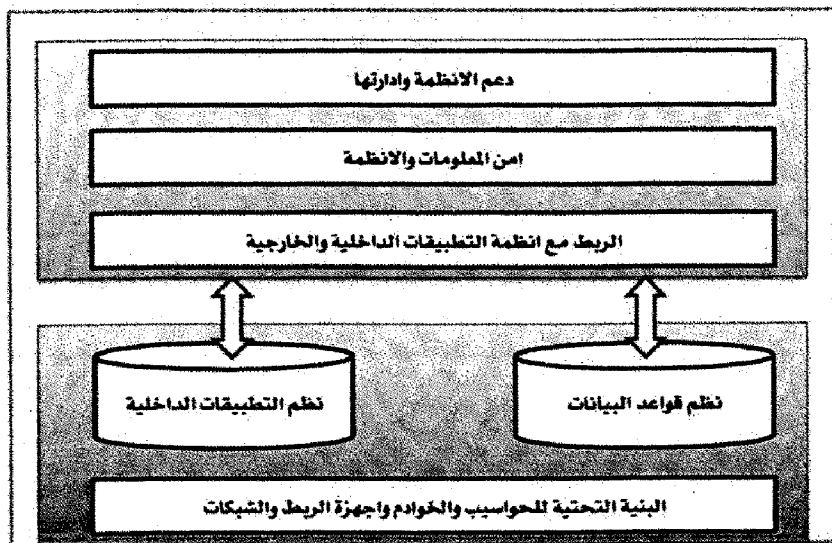 دعم الانظمة وادارتها
امن المعلومات والانظمة
الربط مع انظمة التطبيقات الداخلية والخارجية
نظم قواعد البيانات
نظم التطبيقات الداخلية
البنية التحتية للحواسيب والخوادم واجهزة الربط والشبكات